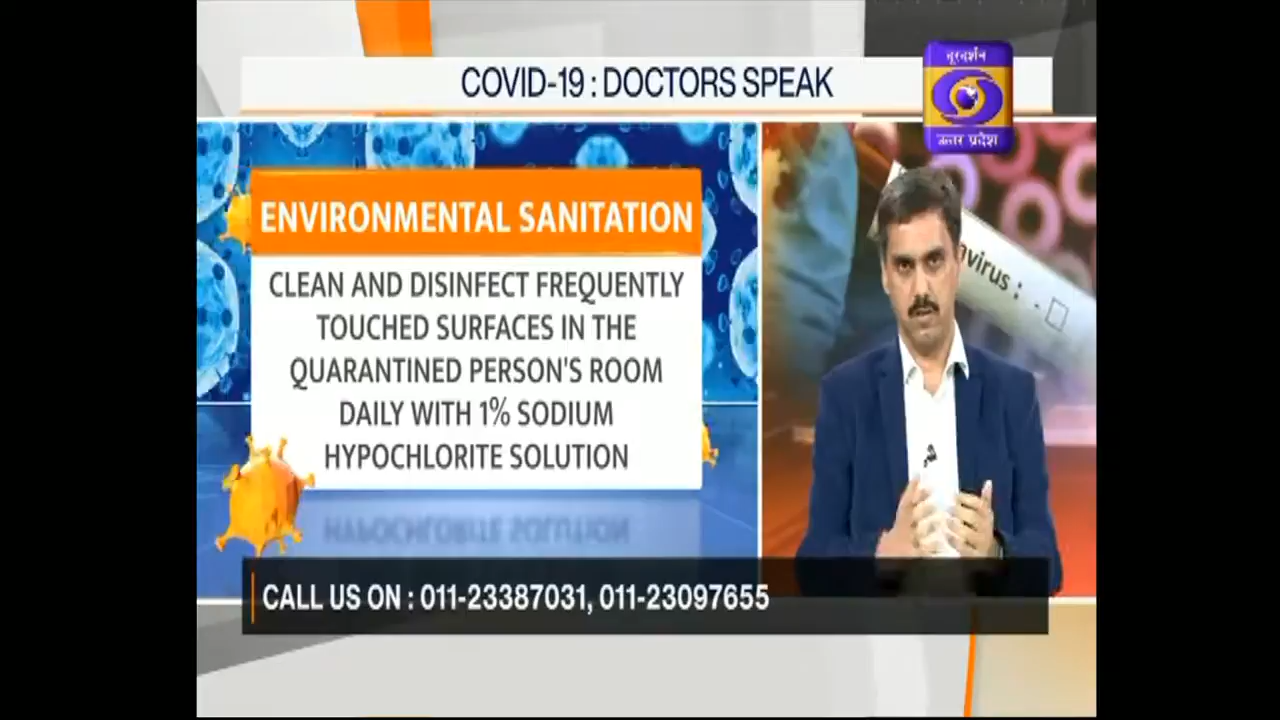 COVID-19 : DOCTORS SPEAK
दूरदर्शन
उत्तर प्रदेश
ENVIRONMENTAL SANITATION
CLEAN AND DISINFECT FREQUENTLY
TOUCHED SURFACES IN THE
QUARANTINED PERSON'S ROOM
DAILY WITH 1% SODIUM
HYPOCHLORITE SOLUTION
virus : -
CALL US ON : 011-23387031, 011-23097655